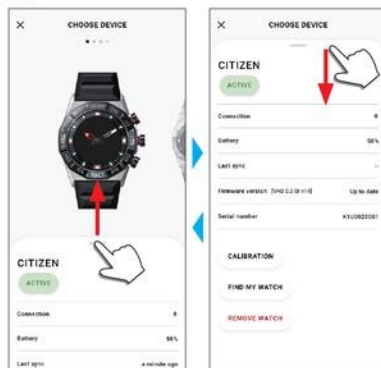 CHOOSE DEVICE
CITIZEN
ACTIVE
Connection
Battery 56%
Last sync a minute ago
CHOOSE DEVICE
CITIZEN
ACTIVE
Connection
Battery 56%
Last sync --
Firmware version Up to date
Serial number
CALIBRATION
FIND MY WATCH
REMOVE WATCH